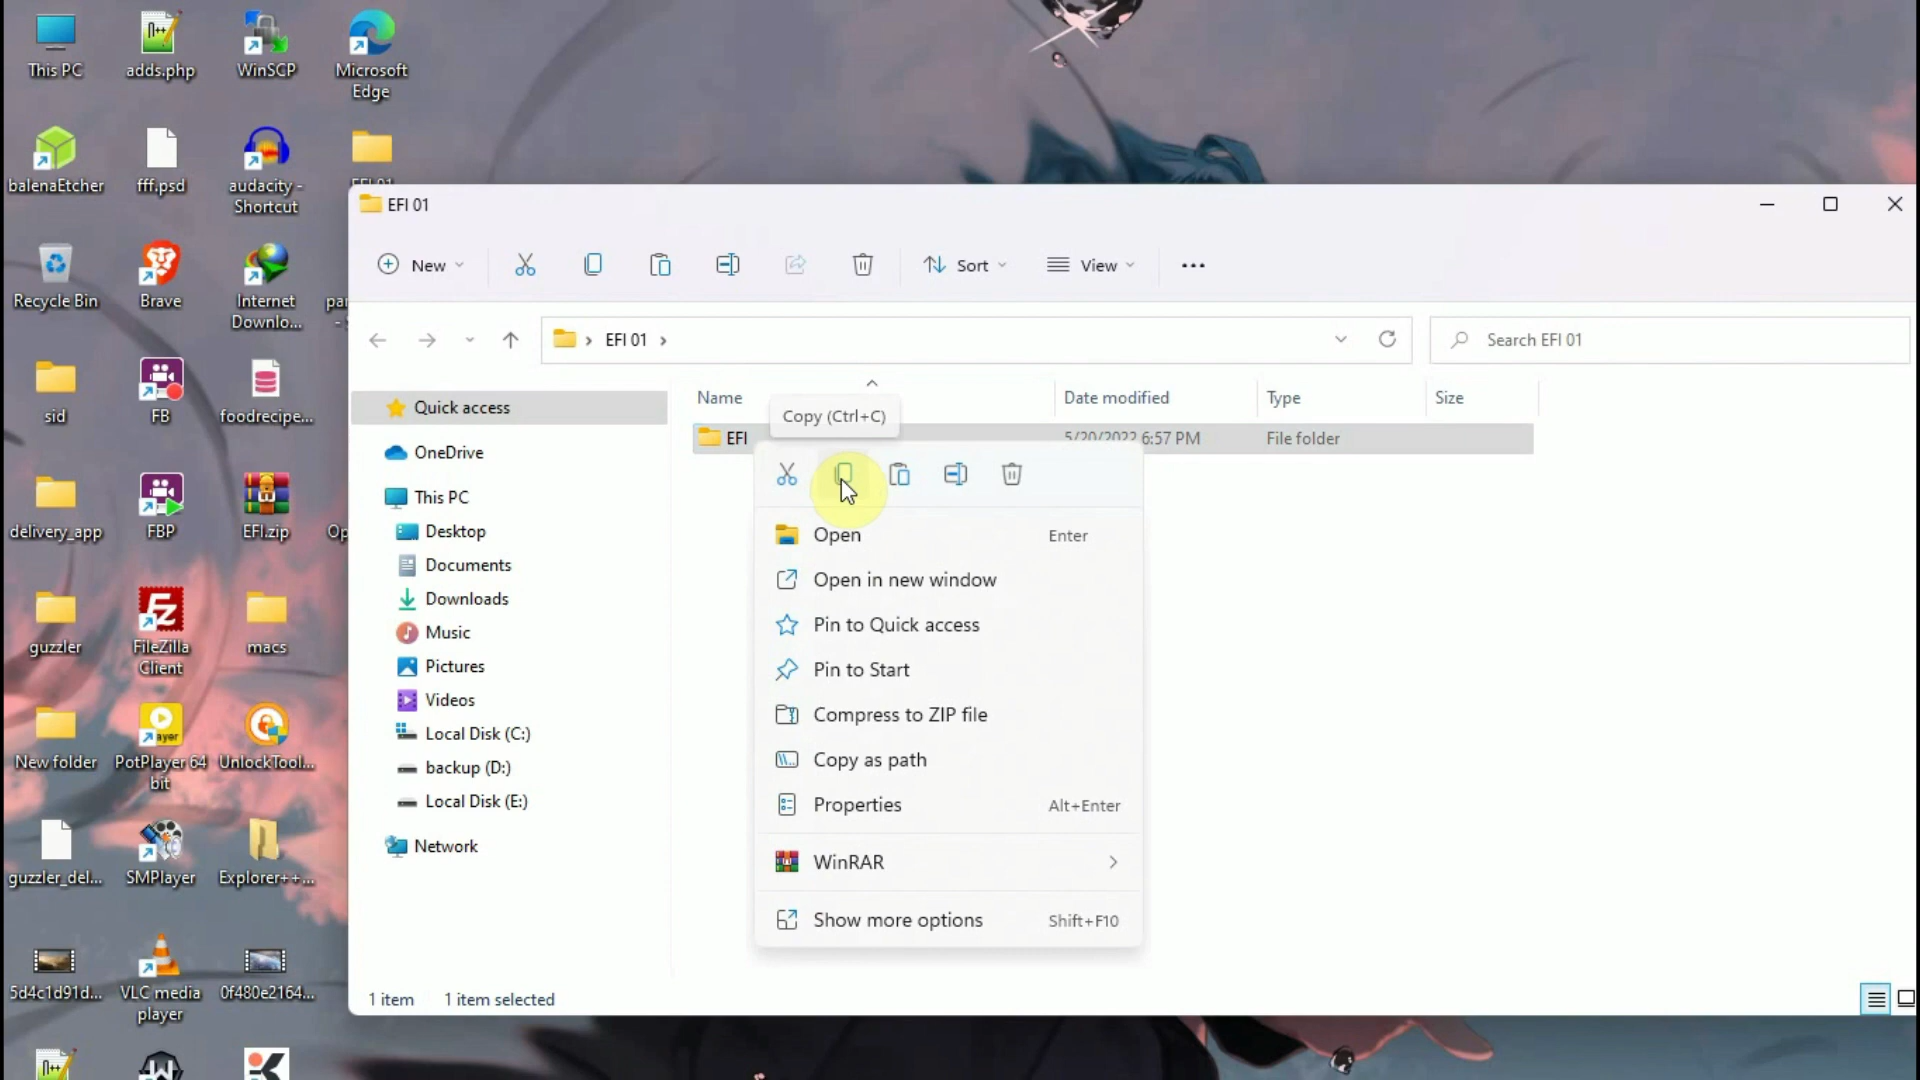 This PC
adds.php
WinSCP
Microsoft
Edge
balenaEtcher
fff.psd
audacity -
Shortcut
EFI 01
Recycle Bin
Brave
Internet
Downlo...
sid
FB
foodrecipe...
delivery_app
FBP
EFI.zip
guzzler
FileZilla
Client
macs
New folder
PotPlayer 64
bit
UnlockTool...
guzzler_del...
SMPlayer
Explorer++...
5d4c1d91d...
VLC media
player
0f480e2164...
EFI 01
New
Sort
View
EFI 01
Search EFI 01
Quick access
OneDrive
This PC
Desktop
Documents
Downloads
Music
Pictures
Videos
Local Disk (C:)
backup (D:)
Local Disk (E:)
Network
Name
Date modified
Type
Size
Copy (Ctrl+C)
EFI
5/20/2022 6:57 PM
File folder
Open
Enter
Open in new window
Pin to Quick access
Pin to Start
Compress to ZIP file
Copy as path
Properties
Alt+Enter
WinRAR
Show more options
Shift+F10
1 item
1 item selected